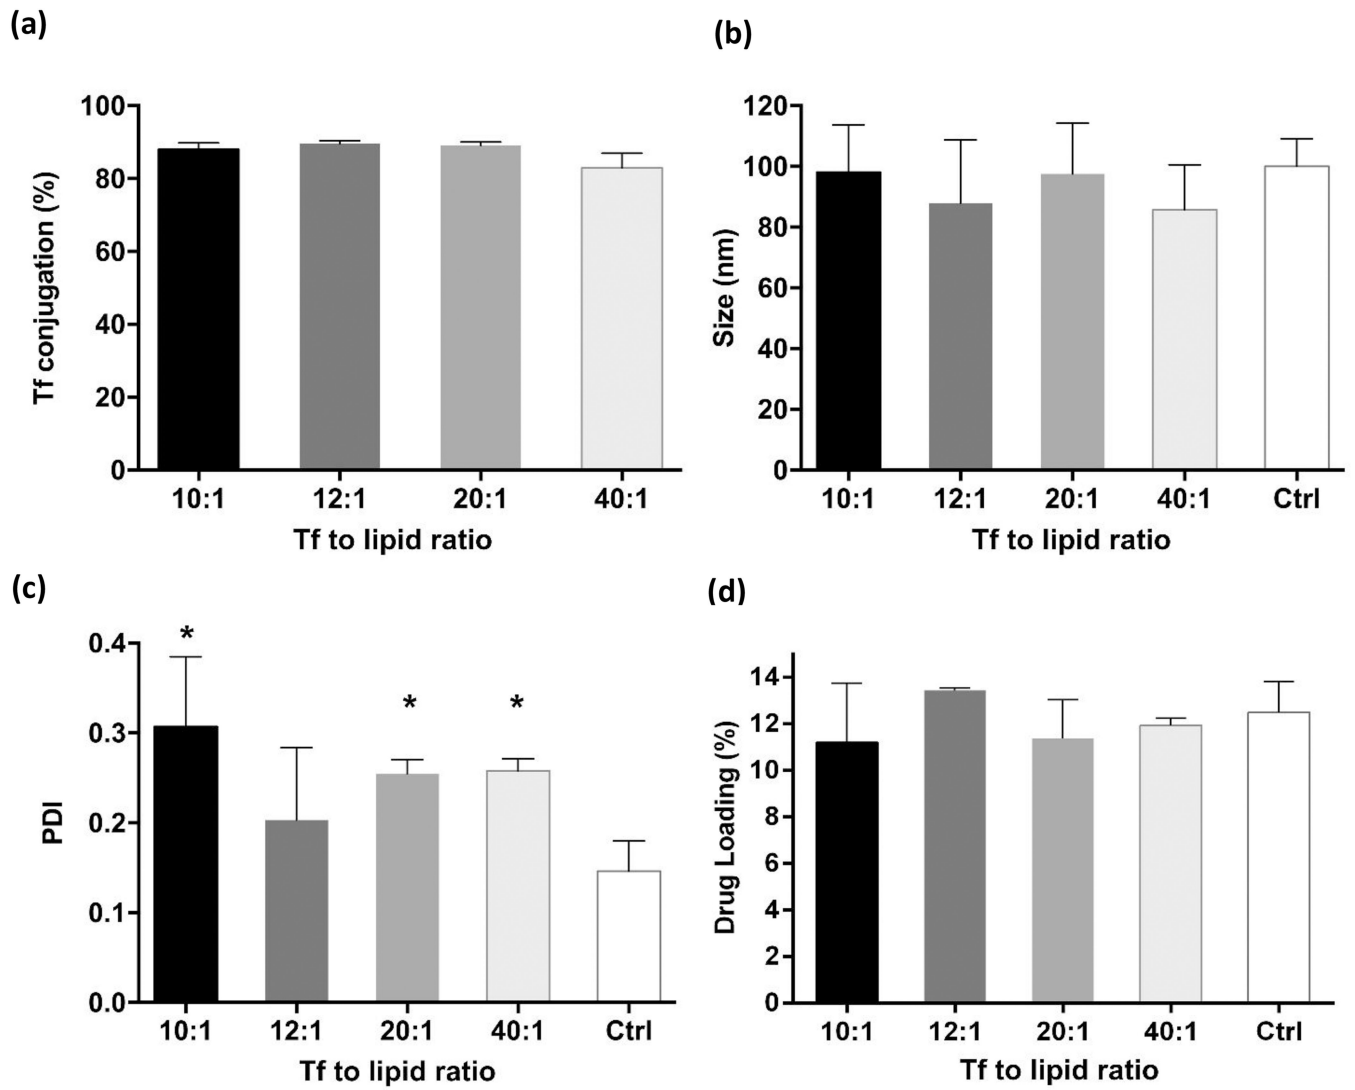 (a)
100
80
60
40
20
0
Tf conjugation (%)
10:1 12:1 20:1 40:1
Tf to lipid ratio
(b)
120
100
80
60
40
20
0
Size (nm)
10:1 12:1 20:1 40:1 Ctrl
Tf to lipid ratio
(c)
0.4
0.3
0.2
0.1
0.0
PDI
*
* *
10:1 12:1 20:1 40:1 Ctrl
Tf to lipid ratio
(d)
14
12
10
8
6
4
2
0
Drug Loading (%)
10:1 12:1 20:1 40:1 Ctrl
Tf to lipid ratio